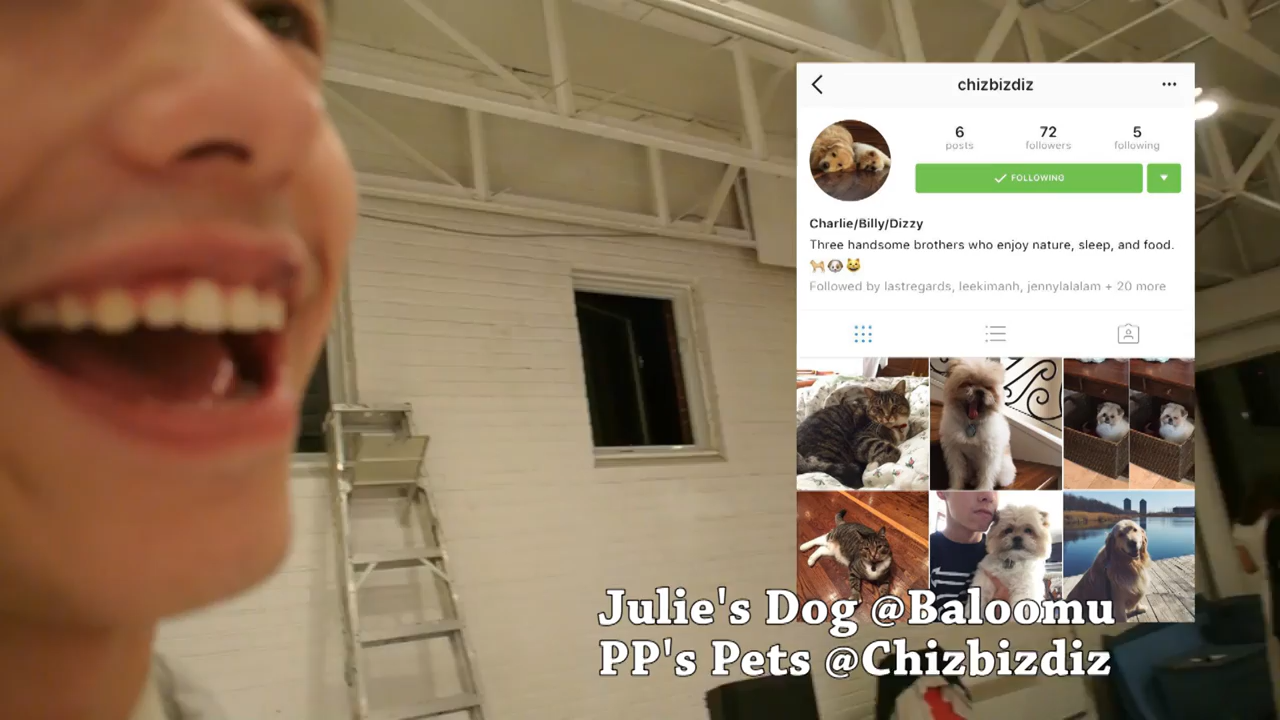 chizbizdiz
6 72 5
posts followers following
FOLLOWING
Charlie/Billy/Dizzy
Three handsome brothers who enjoy nature, sleep, and food.
Followed by lastregards, leekimanh, jennylalalam + 20 more
Julie's Dog @Baloomu
PP's Pets @Chizbizdiz